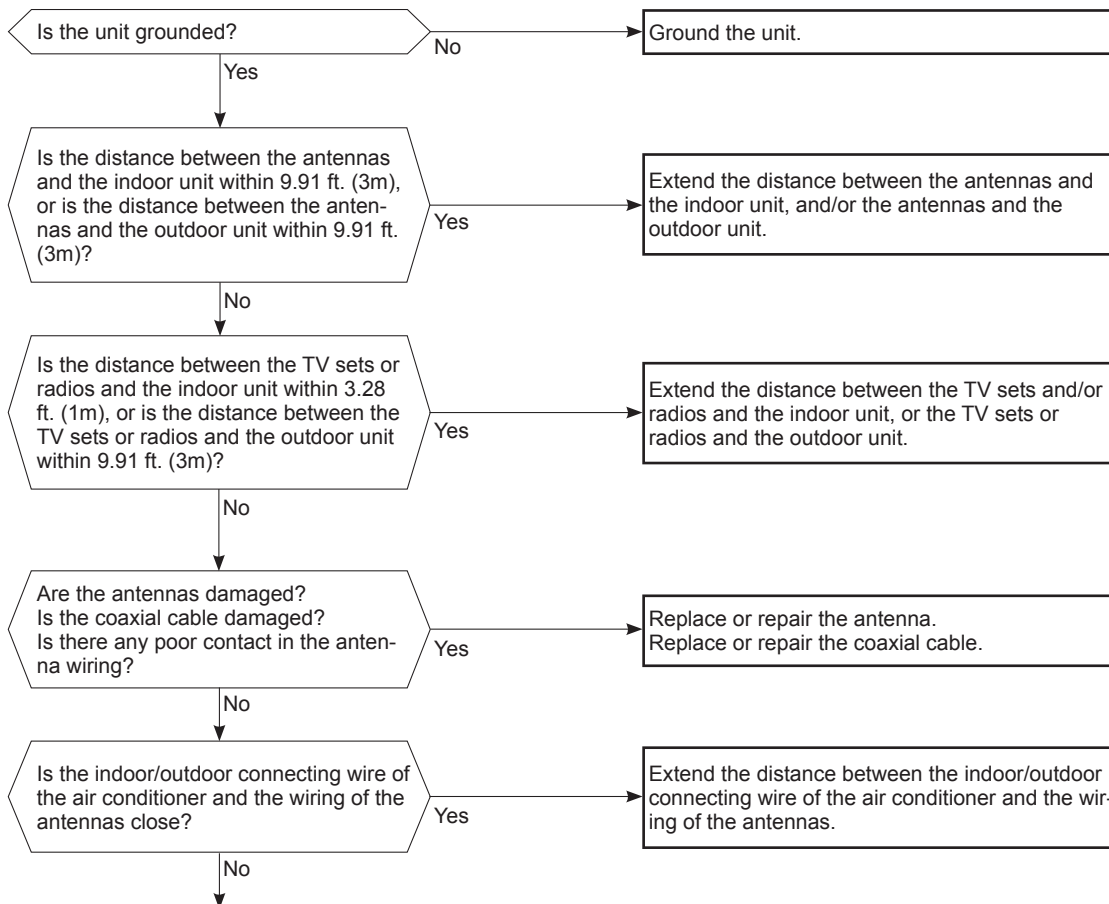 Is the unit grounded?
No
Ground the unit.
Yes
Is the distance between the antennas
and the indoor unit within 9.91 ft. (3m),
or is the distance between the anten-
nas and the outdoor unit within 9.91 ft.
(3m)?
Yes
Extend the distance between the antennas and
the indoor unit, and/or the antennas and the
outdoor unit.
No
Is the distance between the TV sets or
radios and the indoor unit within 3.28
ft. (1m), or is the distance between the
TV sets or radios and the outdoor unit
within 9.91 ft. (3m)?
Yes
Extend the distance between the TV sets and/or
radios and the indoor unit, or the TV sets or
radios and the outdoor unit.
No
Are the antennas damaged?
Is the coaxial cable damaged?
Is there any poor contact in the anten-
na wiring?
Yes
Replace or repair the antenna.
Replace or repair the coaxial cable.
No
Is the indoor/outdoor connecting wire of
the air conditioner and the wiring of the
antennas close?
Yes
Extend the distance between the indoor/outdoor
connecting wire of the air conditioner and the wir-
ing of the antennas.
No